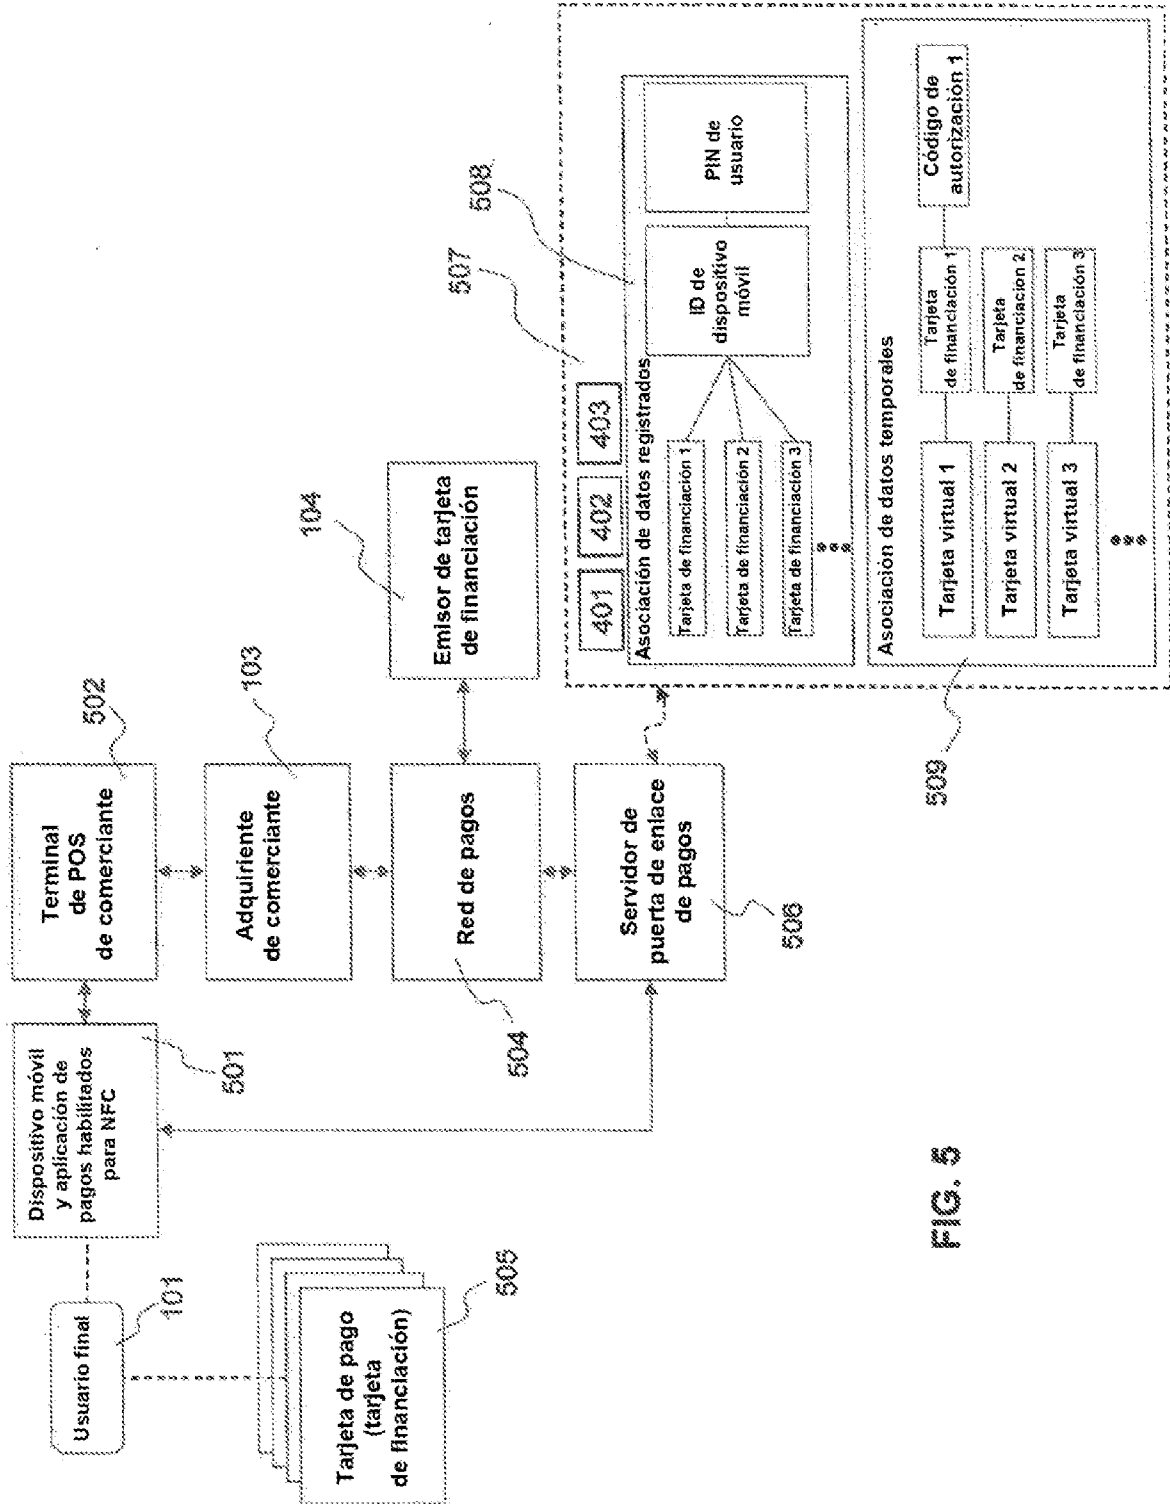 Usuario final
101
Tarjeta de pago
(tarjeta
de financiación)
505
Dispositivo móvil
y aplicación de
pagos habilitados
para NFC
501
Terminal
de POS
de comerciante
502
Adquiriente
de comerciante
103
Red de pagos
504
Emisor de tarjeta
de financiación
104
Servidor de
puerta de enlace
de pagos
506
507
401
402
403
508
Asociación de datos registrados
Tarjeta de financiación 1
Tarjeta de financiación 2
Tarjeta de financiación 3
ID de
dispositivo
móvil
PIN de
usuario
509
Asociación de datos temporales
Tarjeta virtual 1
Tarjeta virtual 2
Tarjeta virtual 3
Tarjeta
de financiación 1
Tarjeta
de financiacion 2
Tarjeta
de financiación 3
Código de
autorización 1
FIG. 5